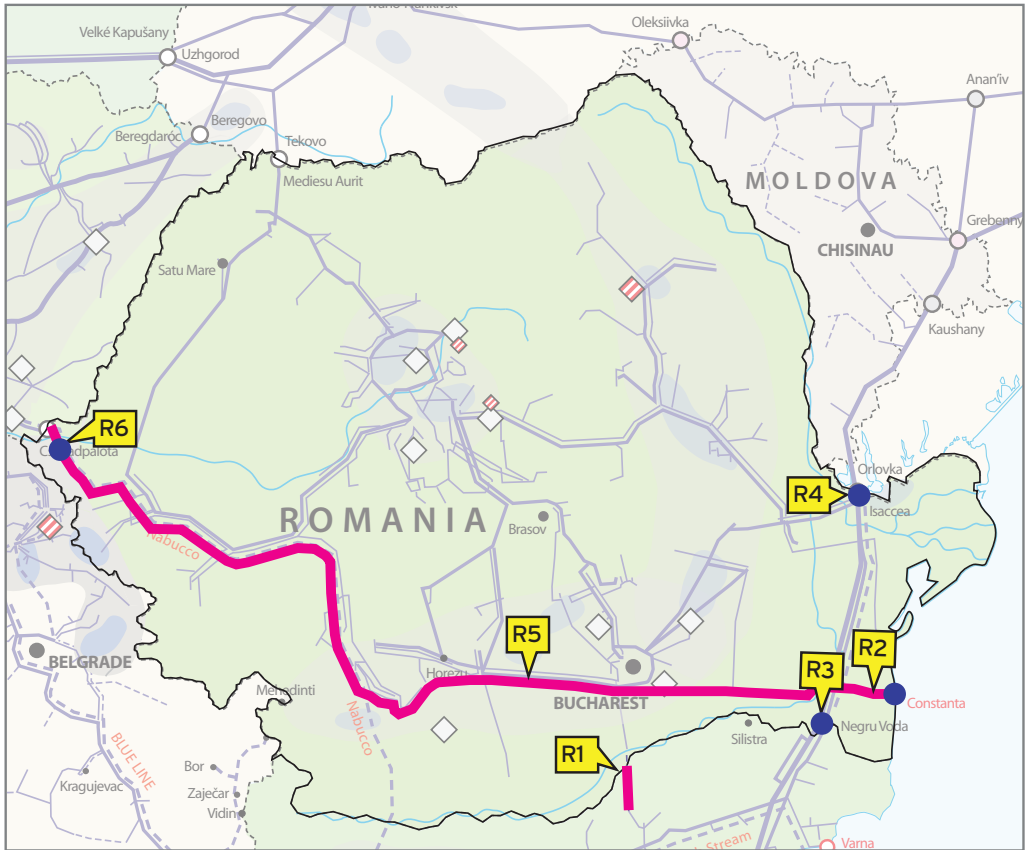 Ivano-Frankivsk
Oleksiivka
Velké Kapušany
Uzhgorod
Anan'iv
Beregovo
Beregdaróc
Tekovo
Mediesu Aurit
MOLDOVA
Grebenny
CHISINAU
Satu Mare
Kaushany
R6
Orlovka
R4
Isaccea
ROMANIA
Brasov
Nabucco
R5
R2
BELGRADE
Horezu
R3
Mehedinti
BUCHAREST
Constanta
Nabucco
R1
Silistra
Negru Voda
BLUE LINE
Bor
Kragujevac
Zaječar
Vidin
Stream
Varna